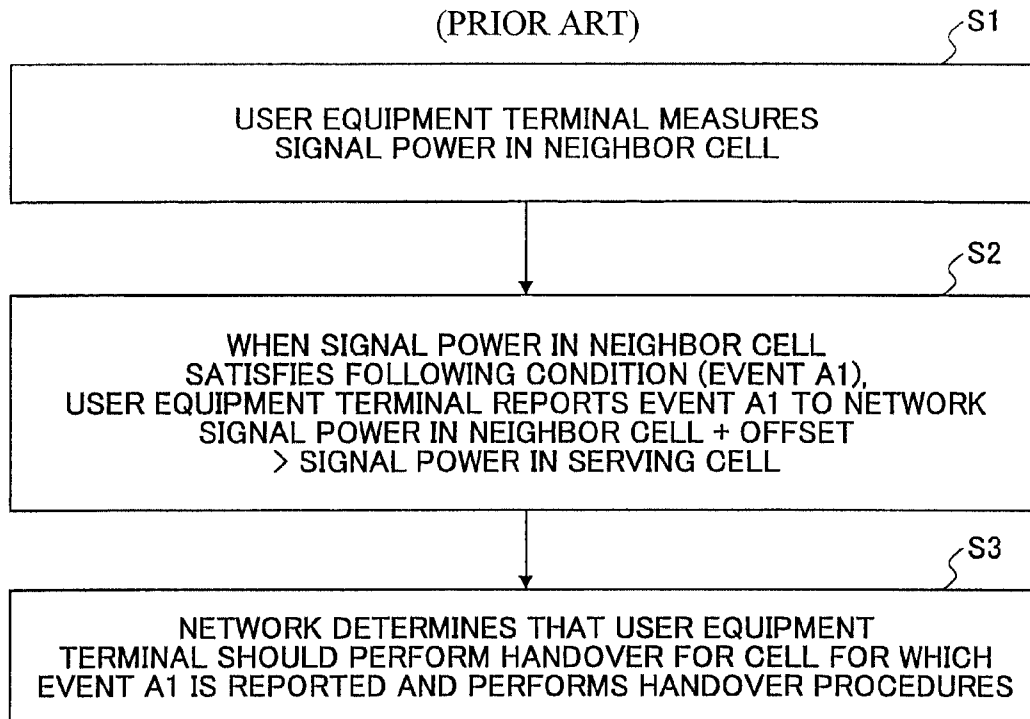 (PRIOR ART)
S1
USER EQUIPMENT TERMINAL MEASURES
SIGNAL POWER IN NEIGHBOR CELL
S2
WHEN SIGNAL POWER IN NEIGHBOR CELL
SATISFIES FOLLOWING CONDITION (EVENT A1),
USER EQUIPMENT TERMINAL REPORTS EVENT A1 TO NETWORK
SIGNAL POWER IN NEIGHBOR CELL + OFFSET
> SIGNAL POWER IN SERVING CELL
S3
NETWORK DETERMINES THAT USER EQUIPMENT
TERMINAL SHOULD PERFORM HANDOVER FOR CELL FOR WHICH
EVENT A1 IS REPORTED AND PERFORMS HANDOVER PROCEDURES